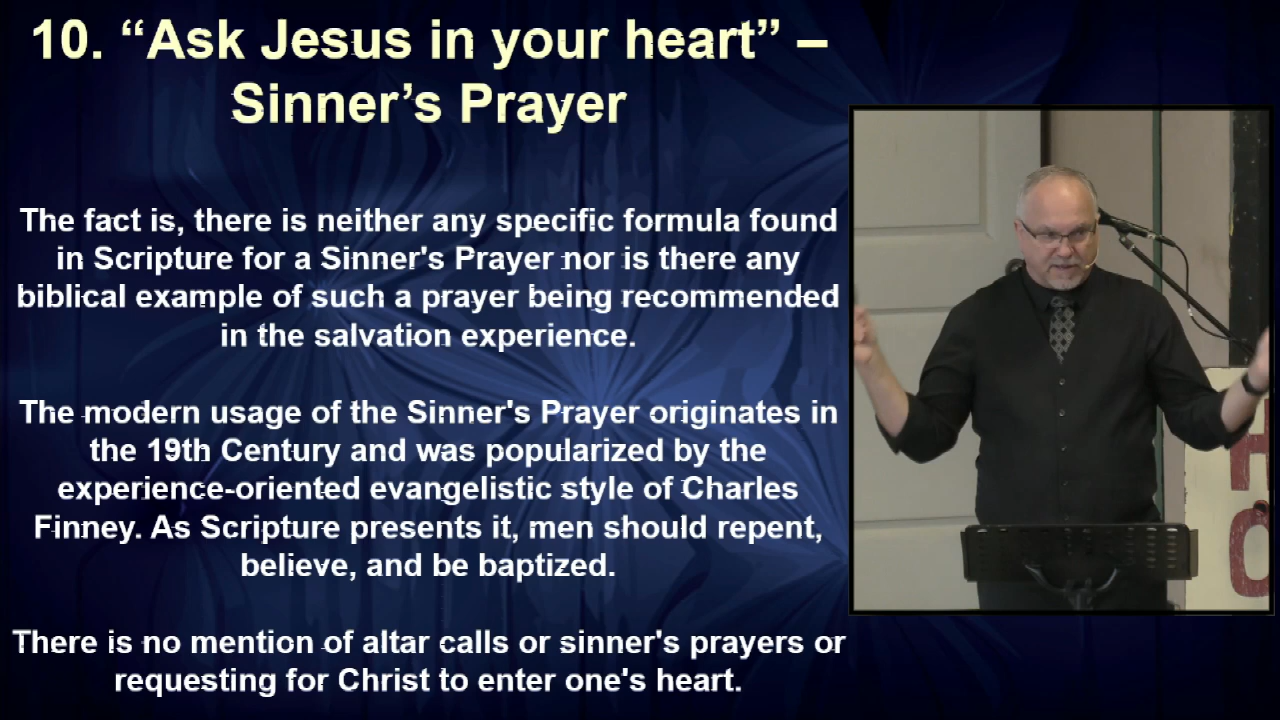 10. “Ask Jesus in your heart” –
Sinner’s Prayer
The fact is, there is neither any specific formula found
in Scripture for a Sinner's Prayer nor is there any
biblical example of such a prayer being recommended
in the salvation experience.
The modern usage of the Sinner's Prayer originates in
the 19th Century and was popularized by the
experience-oriented evangelistic style of Charles
Finney. As Scripture presents it, men should repent,
believe, and be baptized.
There is no mention of altar calls or sinner's prayers or
requesting for Christ to enter one's heart.